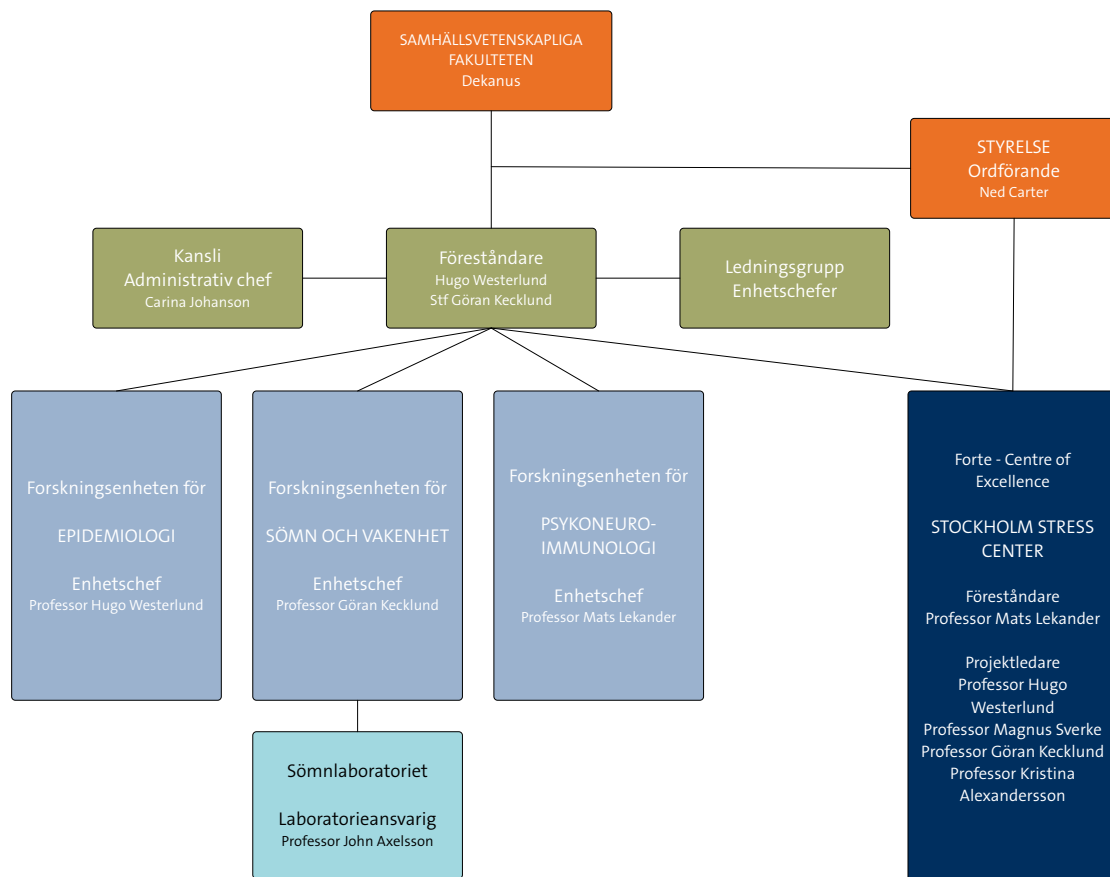 SAMHÄLLSVETENSKAPLIGA
FAKULTETEN
Dekanus
STYRELSE
Ordförande
Ned Carter
Kansli
Administrativ chef
Carina Johanson
Föreståndare
Hugo Westerlund
Stf Göran Kecklund
Ledningsgrupp
Enhetschefer
Forskningsenheten för
EPIDEMIOLOGI
Enhetschef
Professor Hugo Westerlund
Forskningsenheten för
SÖMN OCH VAKENHET
Enhetschef
Professor Göran Kecklund
Forskningsenheten för
PSYKONEURO-
IMMUNOLOGI
Enhetschef
Professor Mats Lekander
Forte - Centre of
Excellence
STOCKHOLM STRESS
CENTER
Föreståndare
Professor Mats Lekander
Projektledare
Professor Hugo
Westerlund
Professor Magnus Sverke
Professor Göran Kecklund
Professor Kristina
Alexandersson
Sömnlaboratoriet
Laboratorieansvarig
Professor John Axelsson